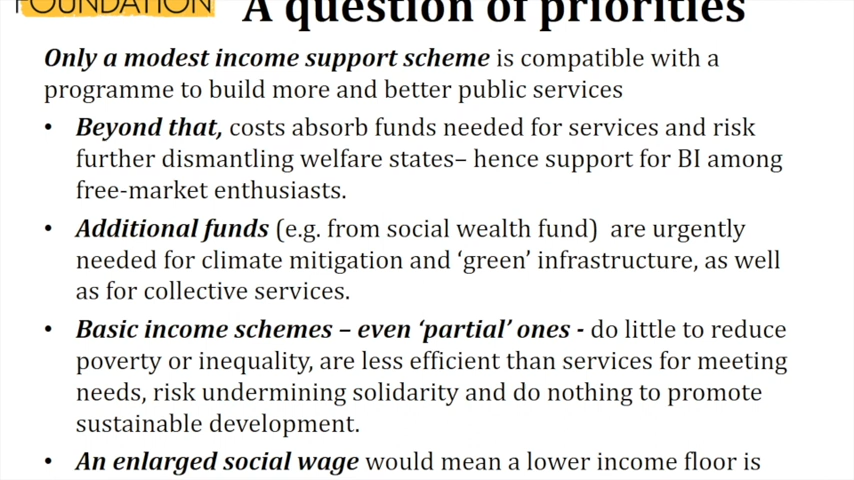 FOUNDATION
A question of priorities
Only a modest income support scheme is compatible with a
programme to build more and better public services
• Beyond that, costs absorb funds needed for services and risk
further dismantling welfare states– hence support for BI among
free-market enthusiasts.
• Additional funds (e.g. from social wealth fund) are urgently
needed for climate mitigation and ‘green’ infrastructure, as well
as for collective services.
• Basic income schemes – even ‘partial’ ones - do little to reduce
poverty or inequality, are less efficient than services for meeting
needs, risk undermining solidarity and do nothing to promote
sustainable development.
• An enlarged social wage would mean a lower income floor is